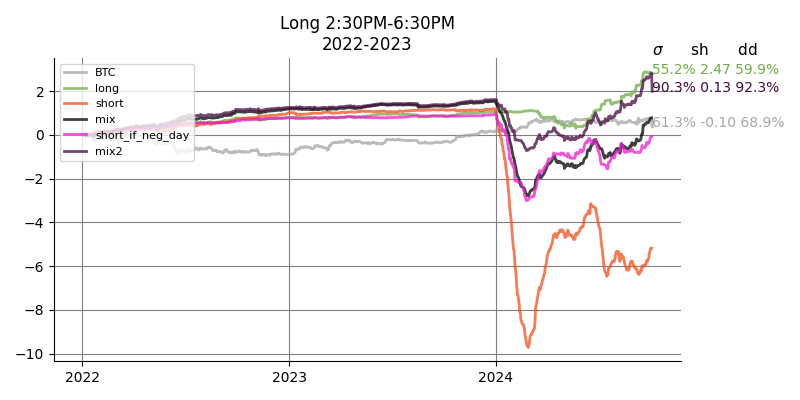 Long 2:30PM-6:30PM
2022-2023
σ sh dd
55.2% 2.47 59.9%
90.3% 0.13 92.3%
61.3% -0.10 68.9%
BTC
long
short
mix
short_if_neg_day
mix2
2
0
−2
−4
−6
−8
−10
2022 2023 2024